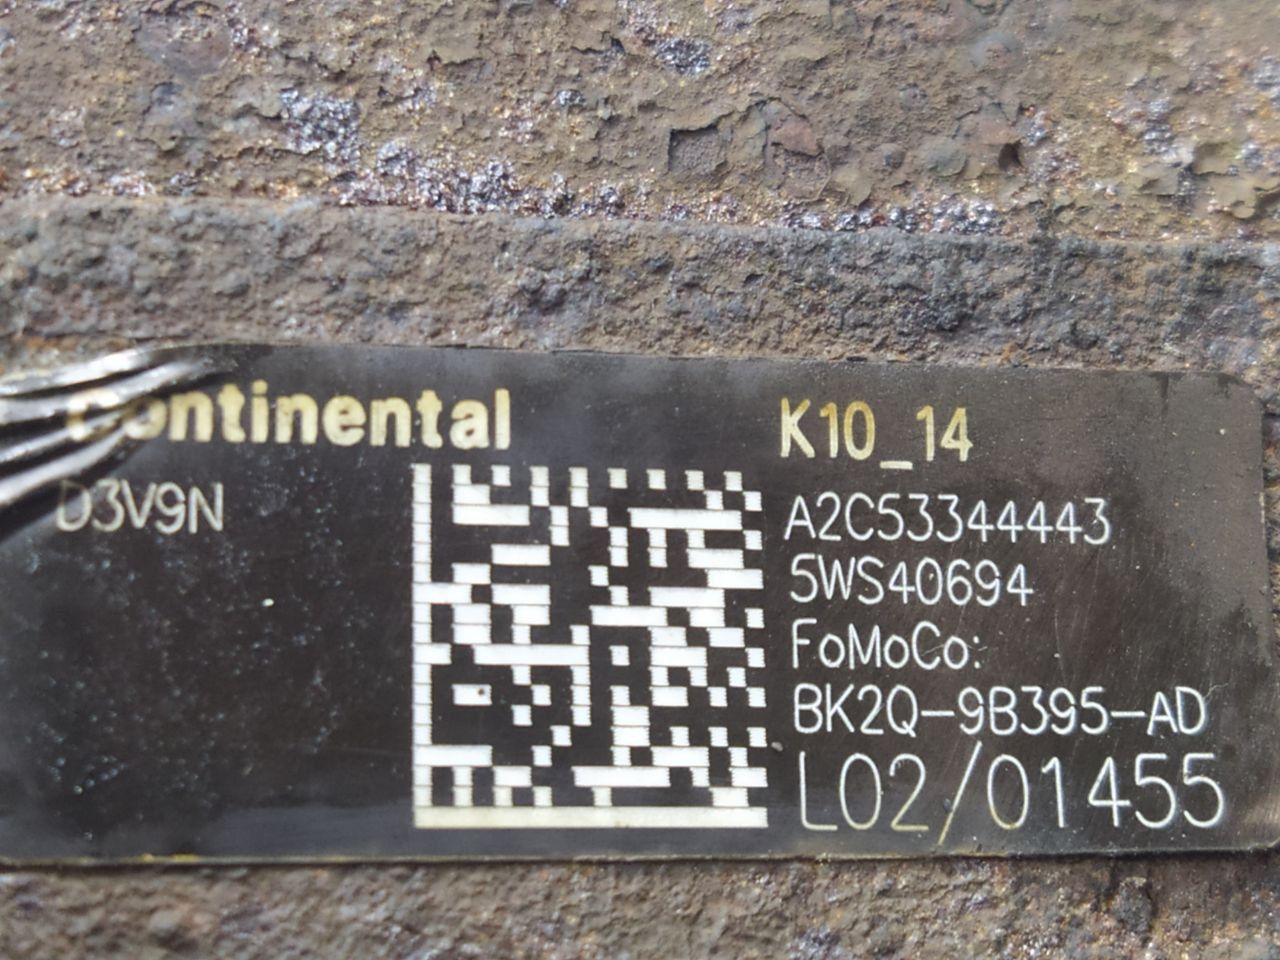 Continental
K10_14
D3V9N
A2C53344443
5WS40694
FoMoCo:
BK2Q-9B395-AD
L02/01455